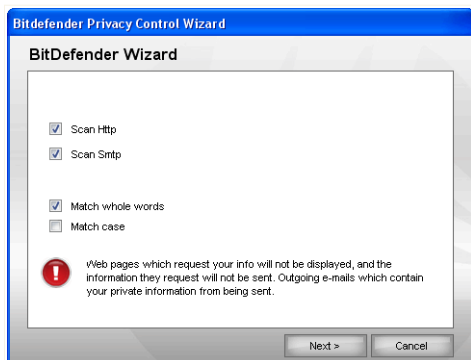 Bitdefender Privacy Control Wizard
BitDefender Wizard
Scan Http
Scan Smtp
Match whole words
Match case
Web pages which request your info will not be displayed, and the
information they request will not be sent. Outgoing e-mails which contain
your private information from being sent.
Next > Cancel